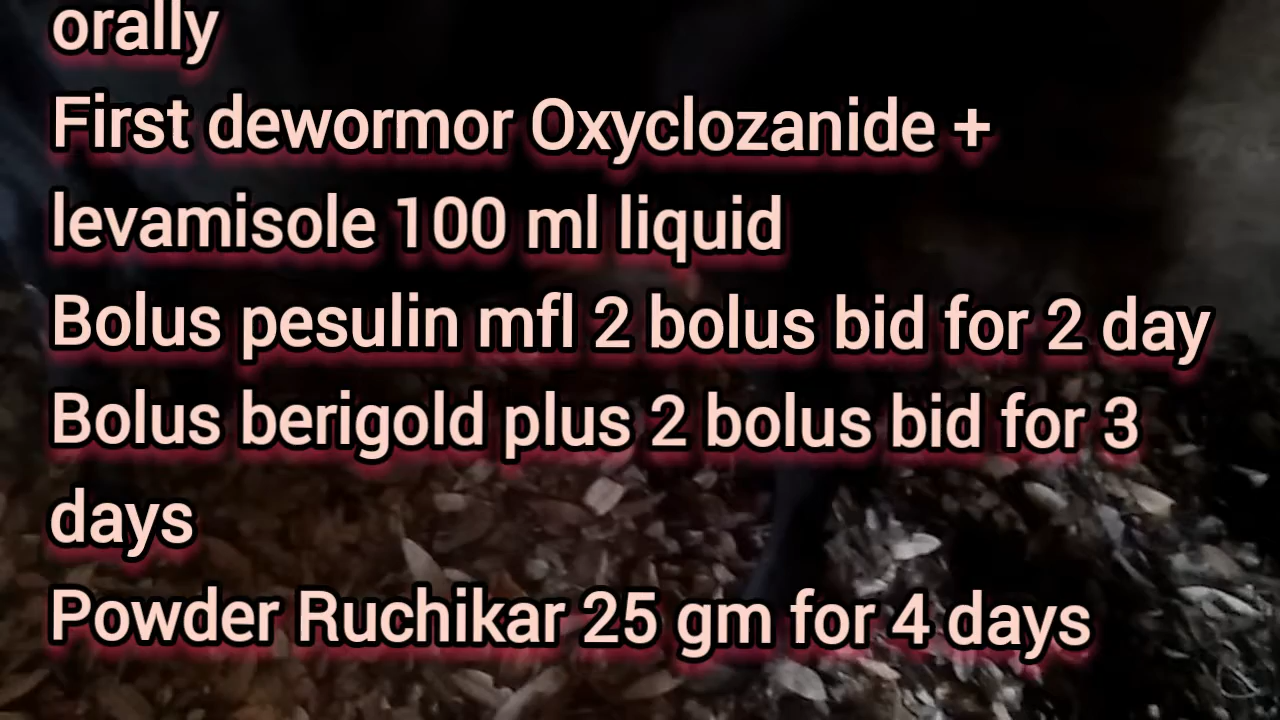 orally
First dewormor Oxyclozanide +
levamisole 100 ml liquid
Bolus pesulin mfl 2 bolus bid for 2 day
Bolus berigold plus 2 bolus bid for 3
days
Powder Ruchikar 25 gm for 4 days